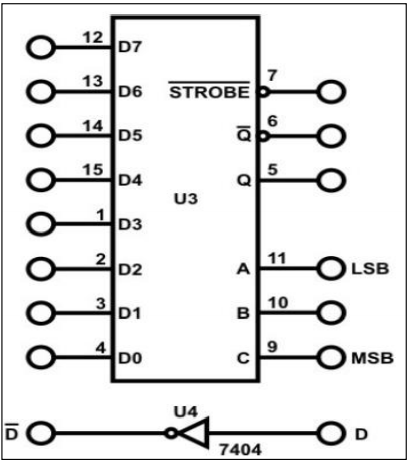 12 D7
13 D6 STROBE 7
14 D5 Q̅ 6
15 D4 Q 5
1 D3 U3
2 D2 A 11 LSB
3 D1 B 10
4 D0 C 9 MSB
U4
D̅ 7404 D